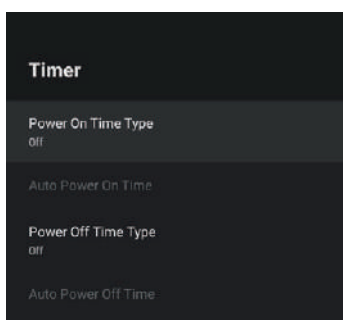 Timer
Power On Time Type
Off
Auto Power On Time
Power Off Time Type
Off
Auto Power Off Time